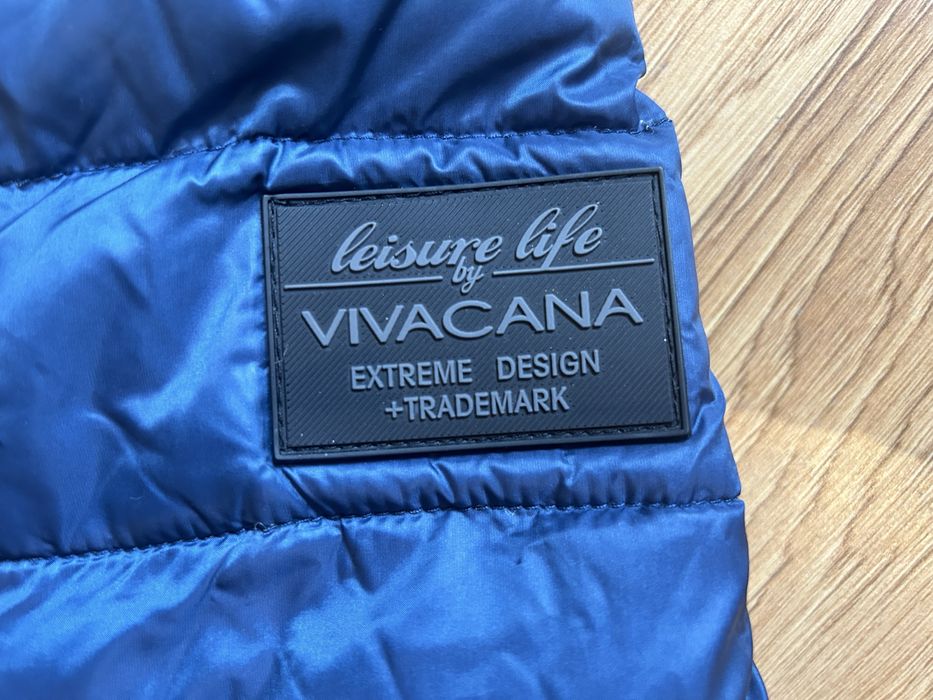 leisure life
by
VIVACANA
EXTREME DESIGN
+TRADEMARK